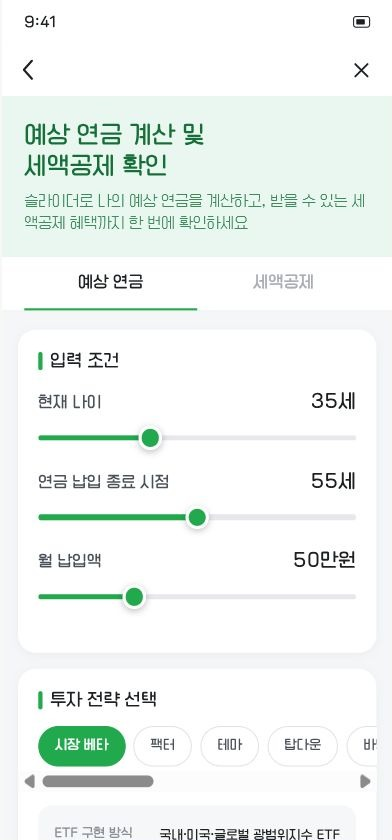 9:41
예상 연금 계산 및
세액공제 확인
슬라이더로 나의 예상 연금을 계산하고, 받을 수 있는 세
액공제 혜택까지 한 번에 확인하세요
예상 연금 세액공제
입력 조건
현재 나이 35세
연금 납입 종료 시점 55세
월 납입액 50만원
투자 전략 선택
시장 베타 팩터 테마 탑다운
ETF 구현 방식 국내·미국·글로벌 광범위지수 ETF